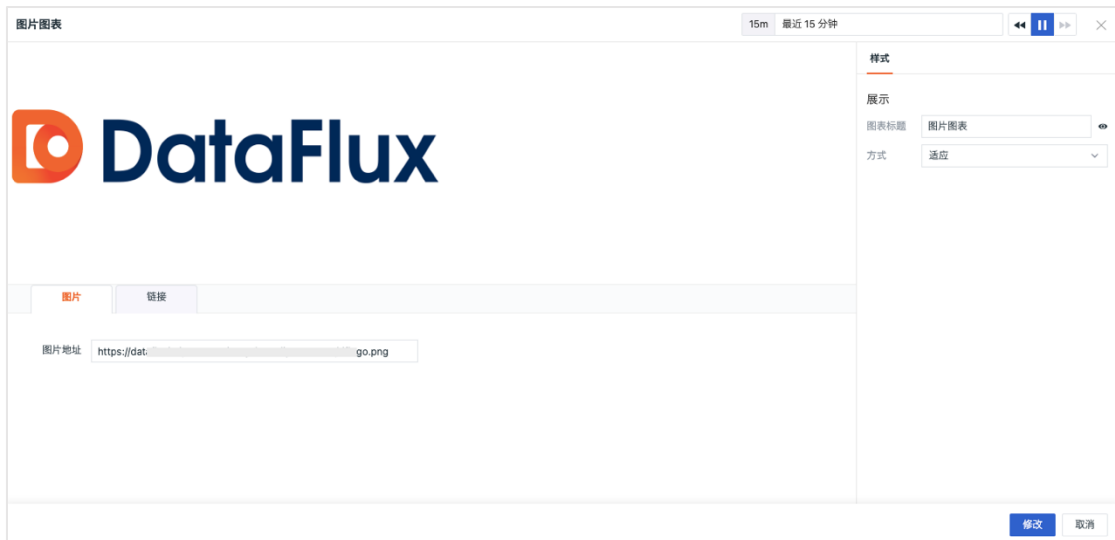 图片图表
15m 最近 15 分钟
样式
展示
图表标题 图片图表
方式 适应
DataFlux
图片 链接
图片地址 https://dat go.png
修改 取消